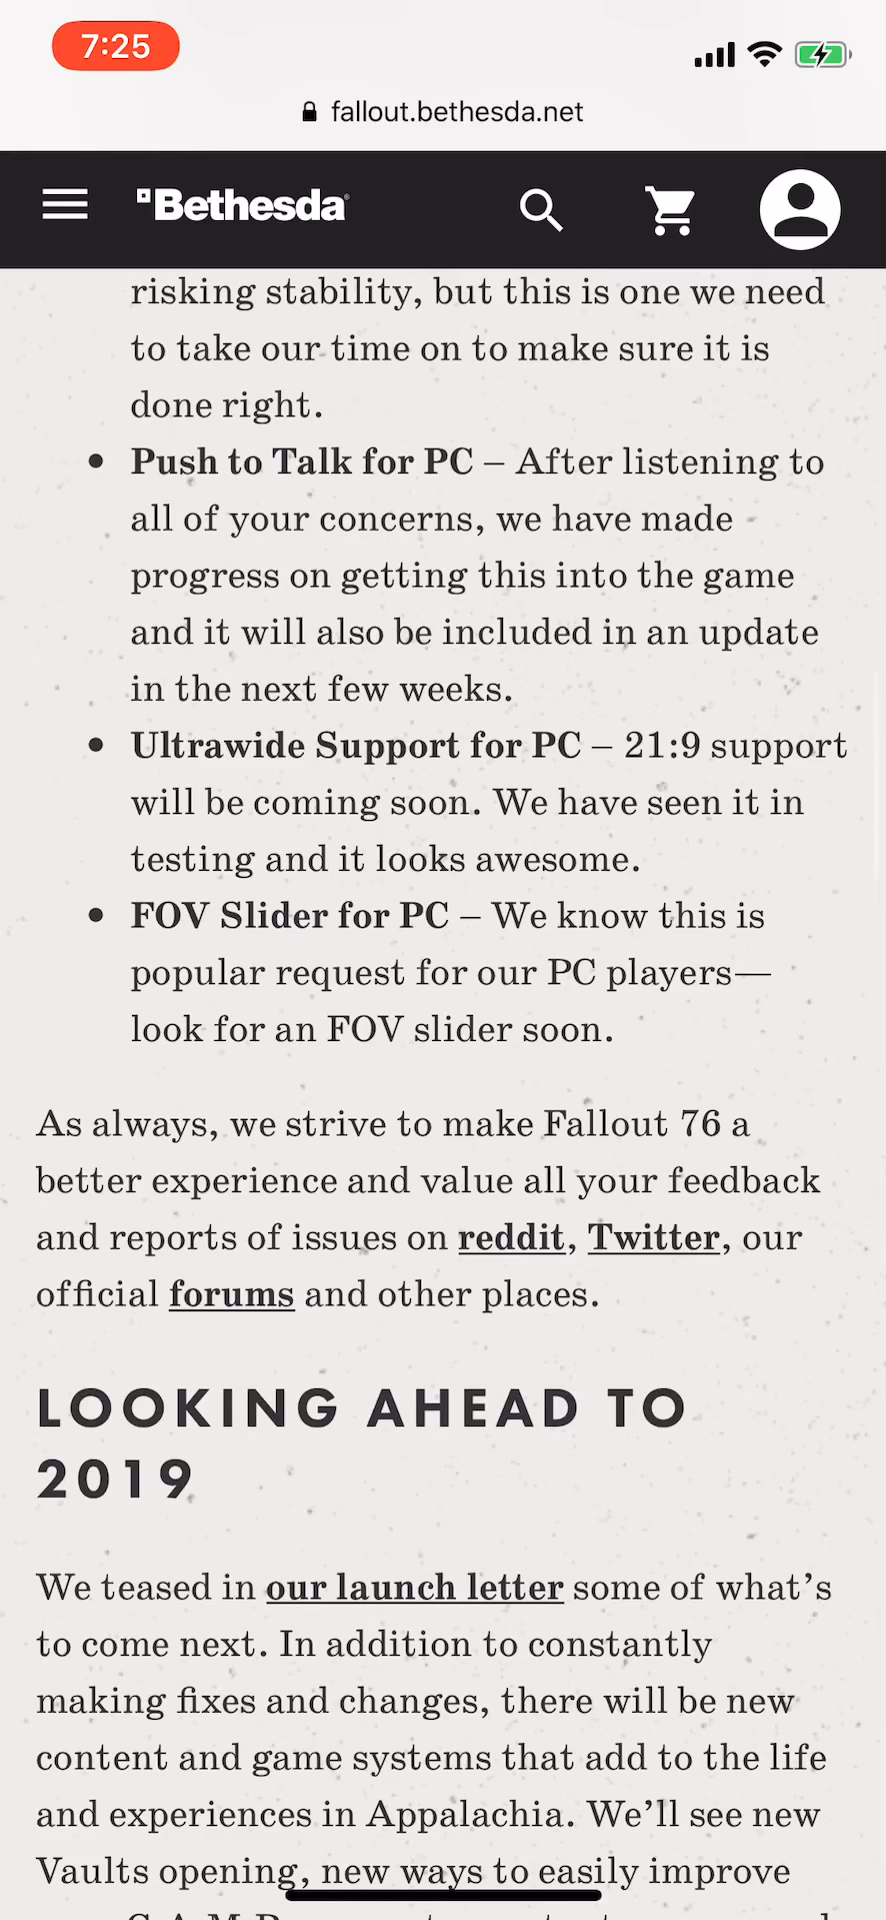 7:25
fallout.bethesda.net
Bethesda
risking stability, but this is one we need
to take our time on to make sure it is
done right.
• Push to Talk for PC – After listening to
all of your concerns, we have made
progress on getting this into the game
and it will also be included in an update
in the next few weeks.
• Ultrawide Support for PC – 21:9 support
will be coming soon. We have seen it in
testing and it looks awesome.
• FOV Slider for PC – We know this is
popular request for our PC players—
look for an FOV slider soon.
As always, we strive to make Fallout 76 a
better experience and value all your feedback
and reports of issues on reddit, Twitter, our
official forums and other places.
LOOKING AHEAD TO
2019
We teased in our launch letter some of what’s
to come next. In addition to constantly
making fixes and changes, there will be new
content and game systems that add to the life
and experiences in Appalachia. We’ll see new
Vaults opening, new ways to easily improve